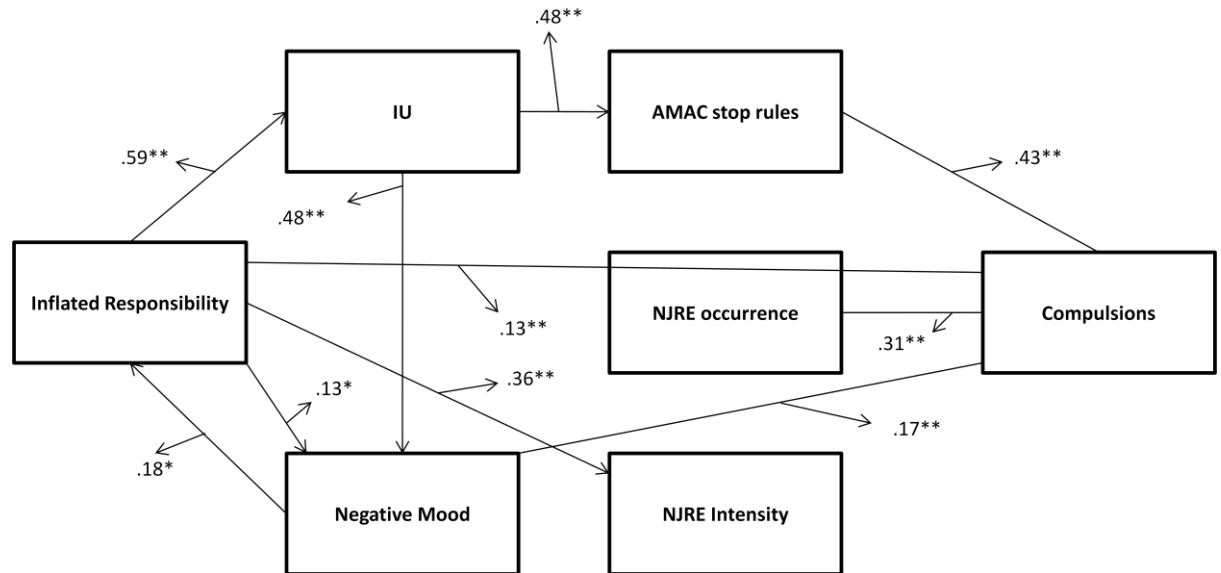 .48**
IU
AMAC stop rules
.59**
.43**
.48**
Inflated Responsibility
NJRE occurrence
Compulsions
.13**
.31**
.36**
.13*
.17**
.18*
Negative Mood
NJRE Intensity